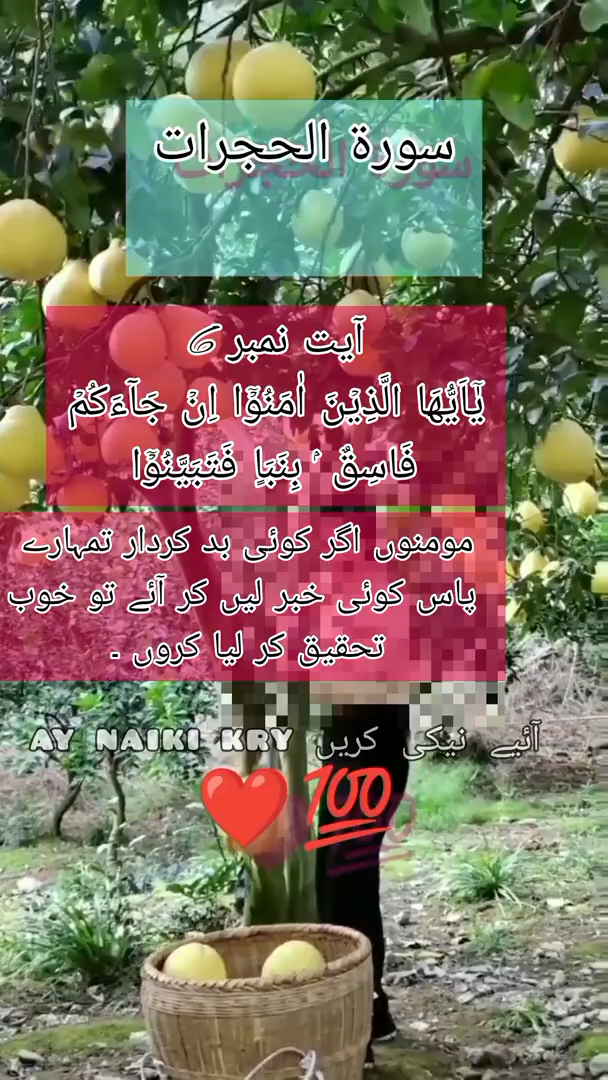 سورة الحجرات
آیت نمبر 6
يٰۤاَيُّهَا الَّذِيۡنَ اٰمَنُوۡۤا اِنۡ جَآءَكُمۡ
فَاسِقٌ ۢ بِنَبَاٍ فَتَبَيَّنُوۡۤا
مومنوں اگر کوئی بد کردار تمہارے
پاس کوئی خبر لیں کر آئے تو خوب
تحقیق کر لیا کروں ۔
آئیے نیکی کریں AY NAIKI KRY
💯❤️